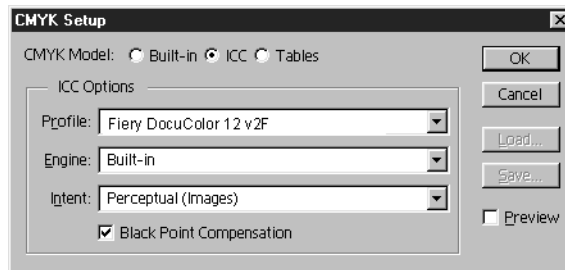 CMYK Setup
CMYK Model: Built-in ICC Tables
OK
Cancel
Load...
Save...
Preview
ICC Options
Profile: Fiery DocuColor 12 v2F
Engine: Built-in
Intent: Perceptual (Images)
Black Point Compensation